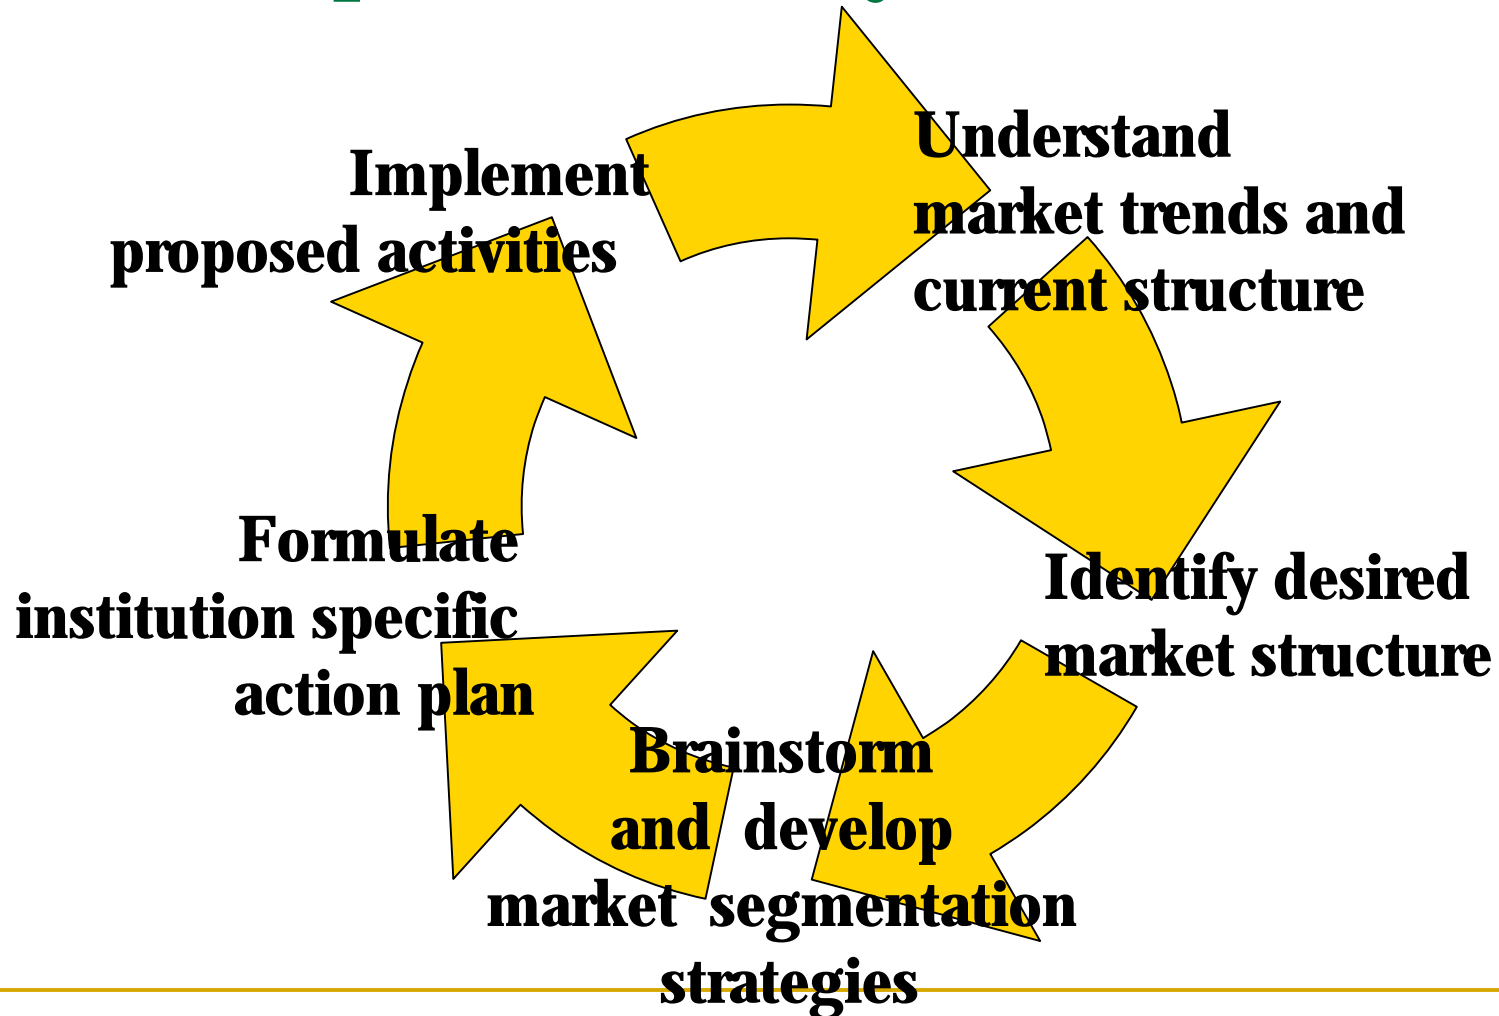 Understand
market trends and
current structure
Identify desired
market structure
Brainstorm
and develop
market segmentation
strategies
Formulate
institution specific
action plan
Implement
proposed activities